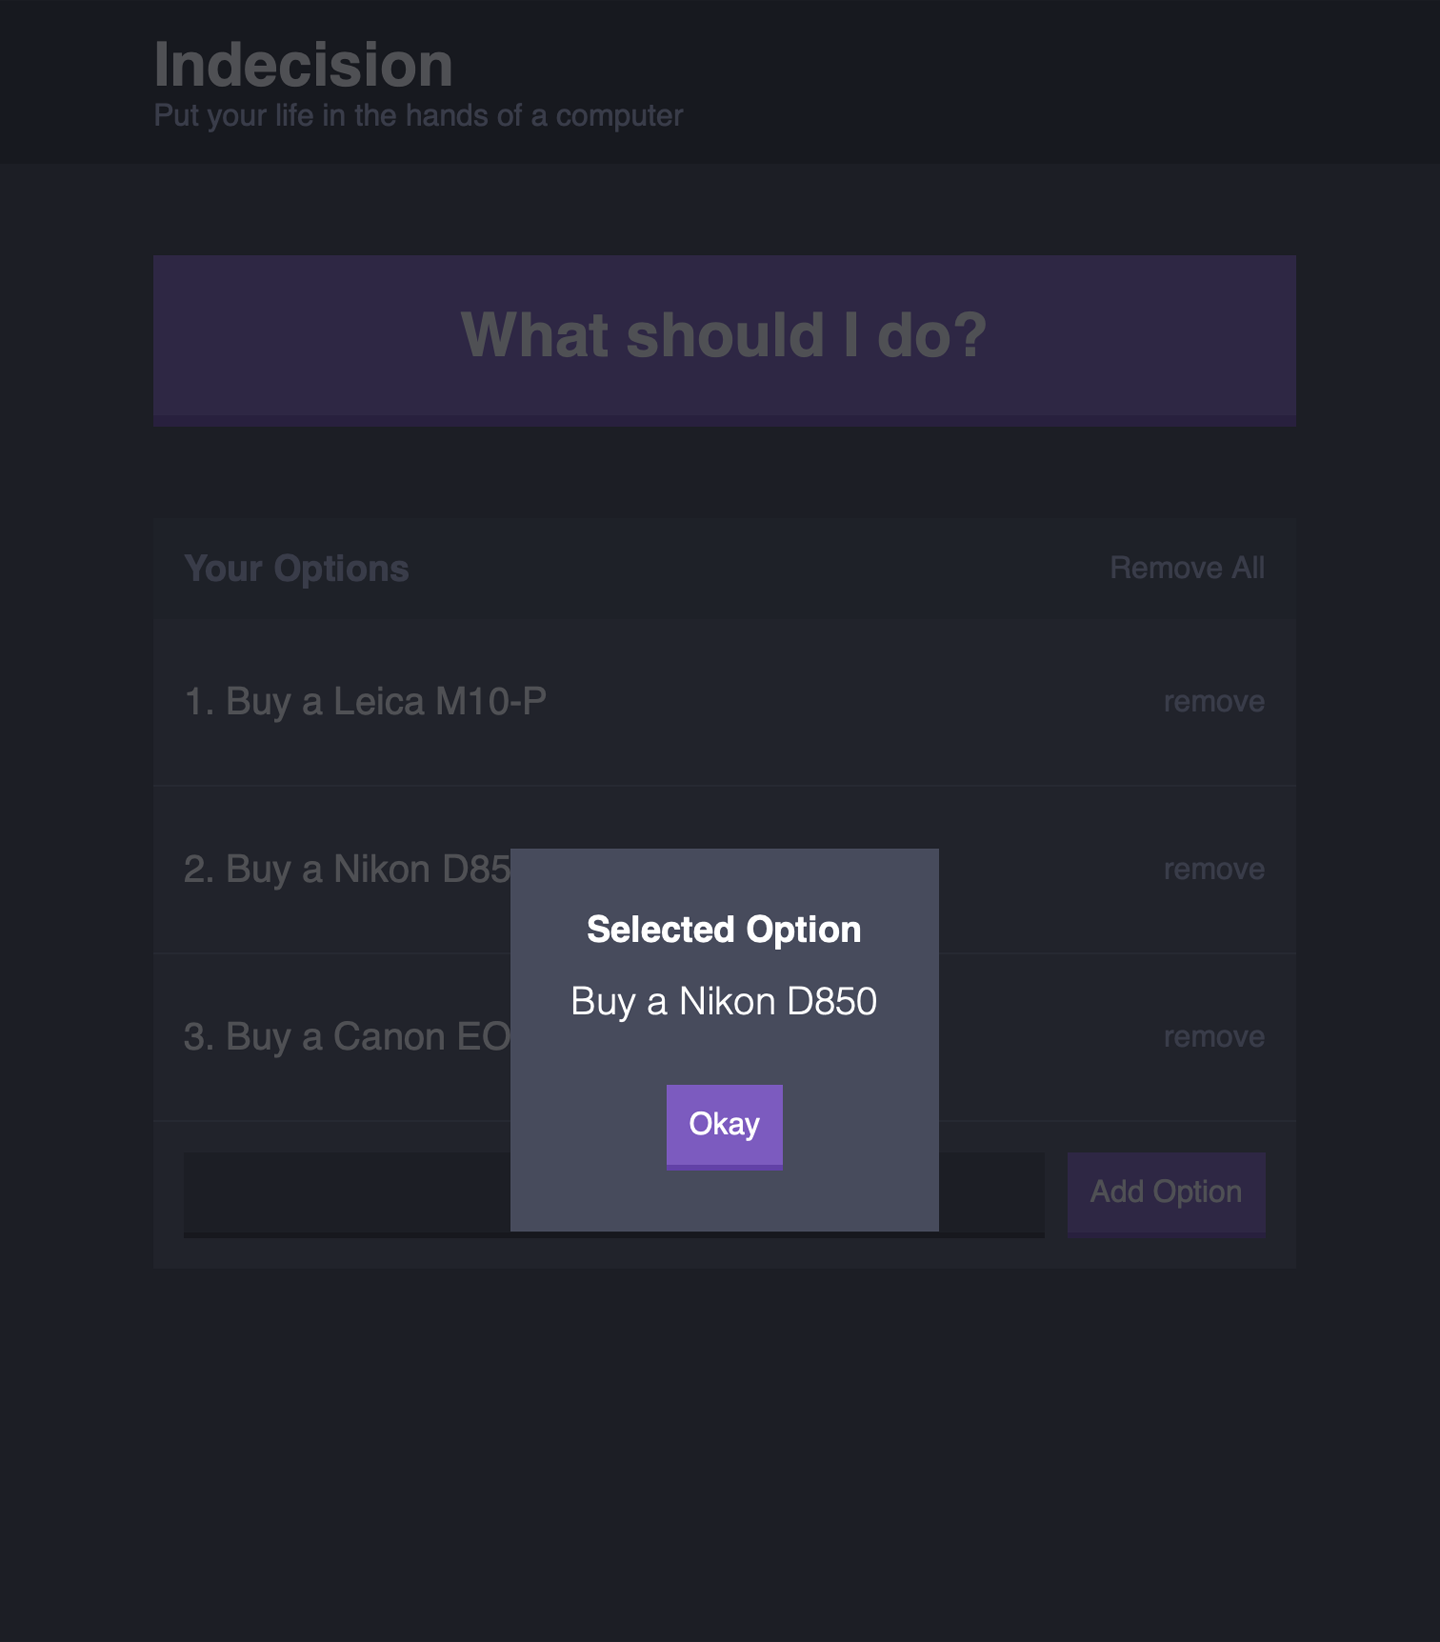 Indecision
Put your life in the hands of a computer
What should I do?
Your Options
Remove All
1. Buy a Leica M10-P
remove
2. Buy a Nikon D85
remove
3. Buy a Canon EO
remove
Add Option
Selected Option
Buy a Nikon D850
Okay